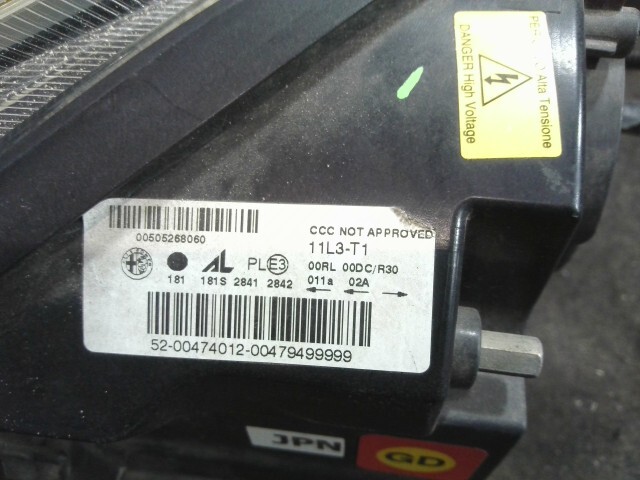 DANGER High Voltage
Alta Tensione
00505268060
CCC NOT APPROVED
11L3-T1
AL PL E3 00RL 00DC/R30
181 181S 2841 2842 011a 02A
52-00474012-00479499999
JPN
GD